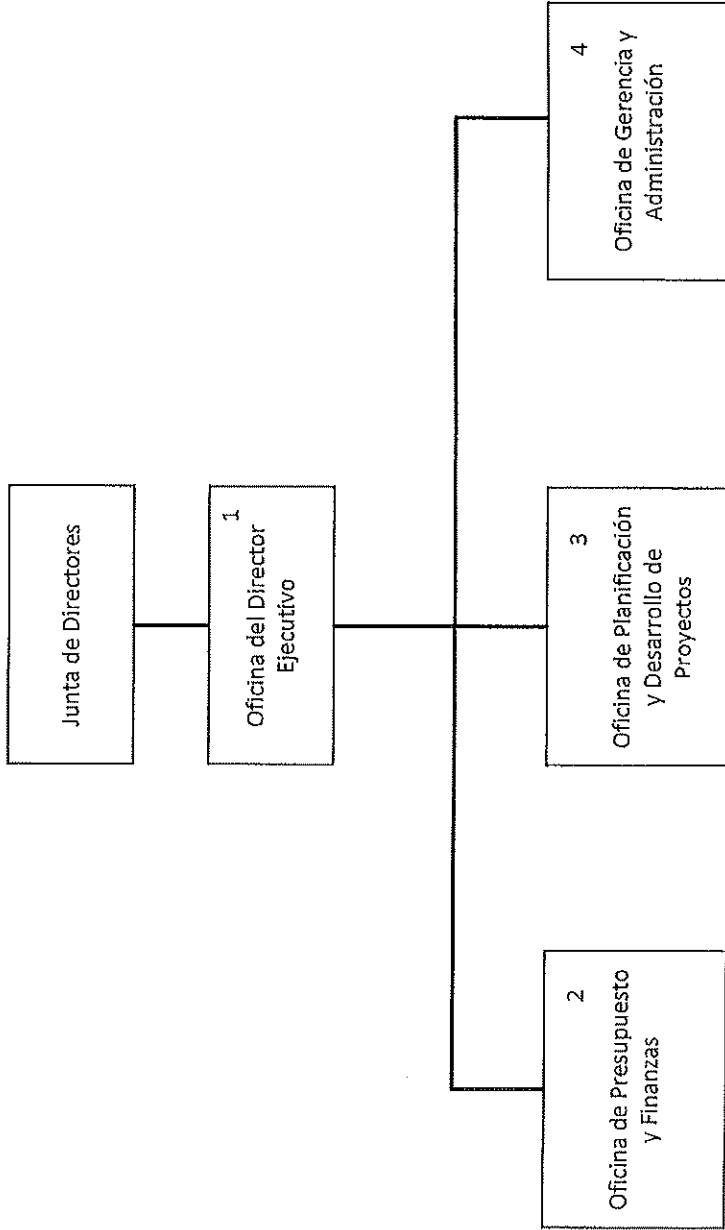 Junta de Directores
1
Oficina del Director
Ejecutivo
2
Oficina de Presupuesto
y Finanzas
3
Oficina de Planificación
y Desarrollo de
Proyectos
4
Oficina de Gerencia y
Administración